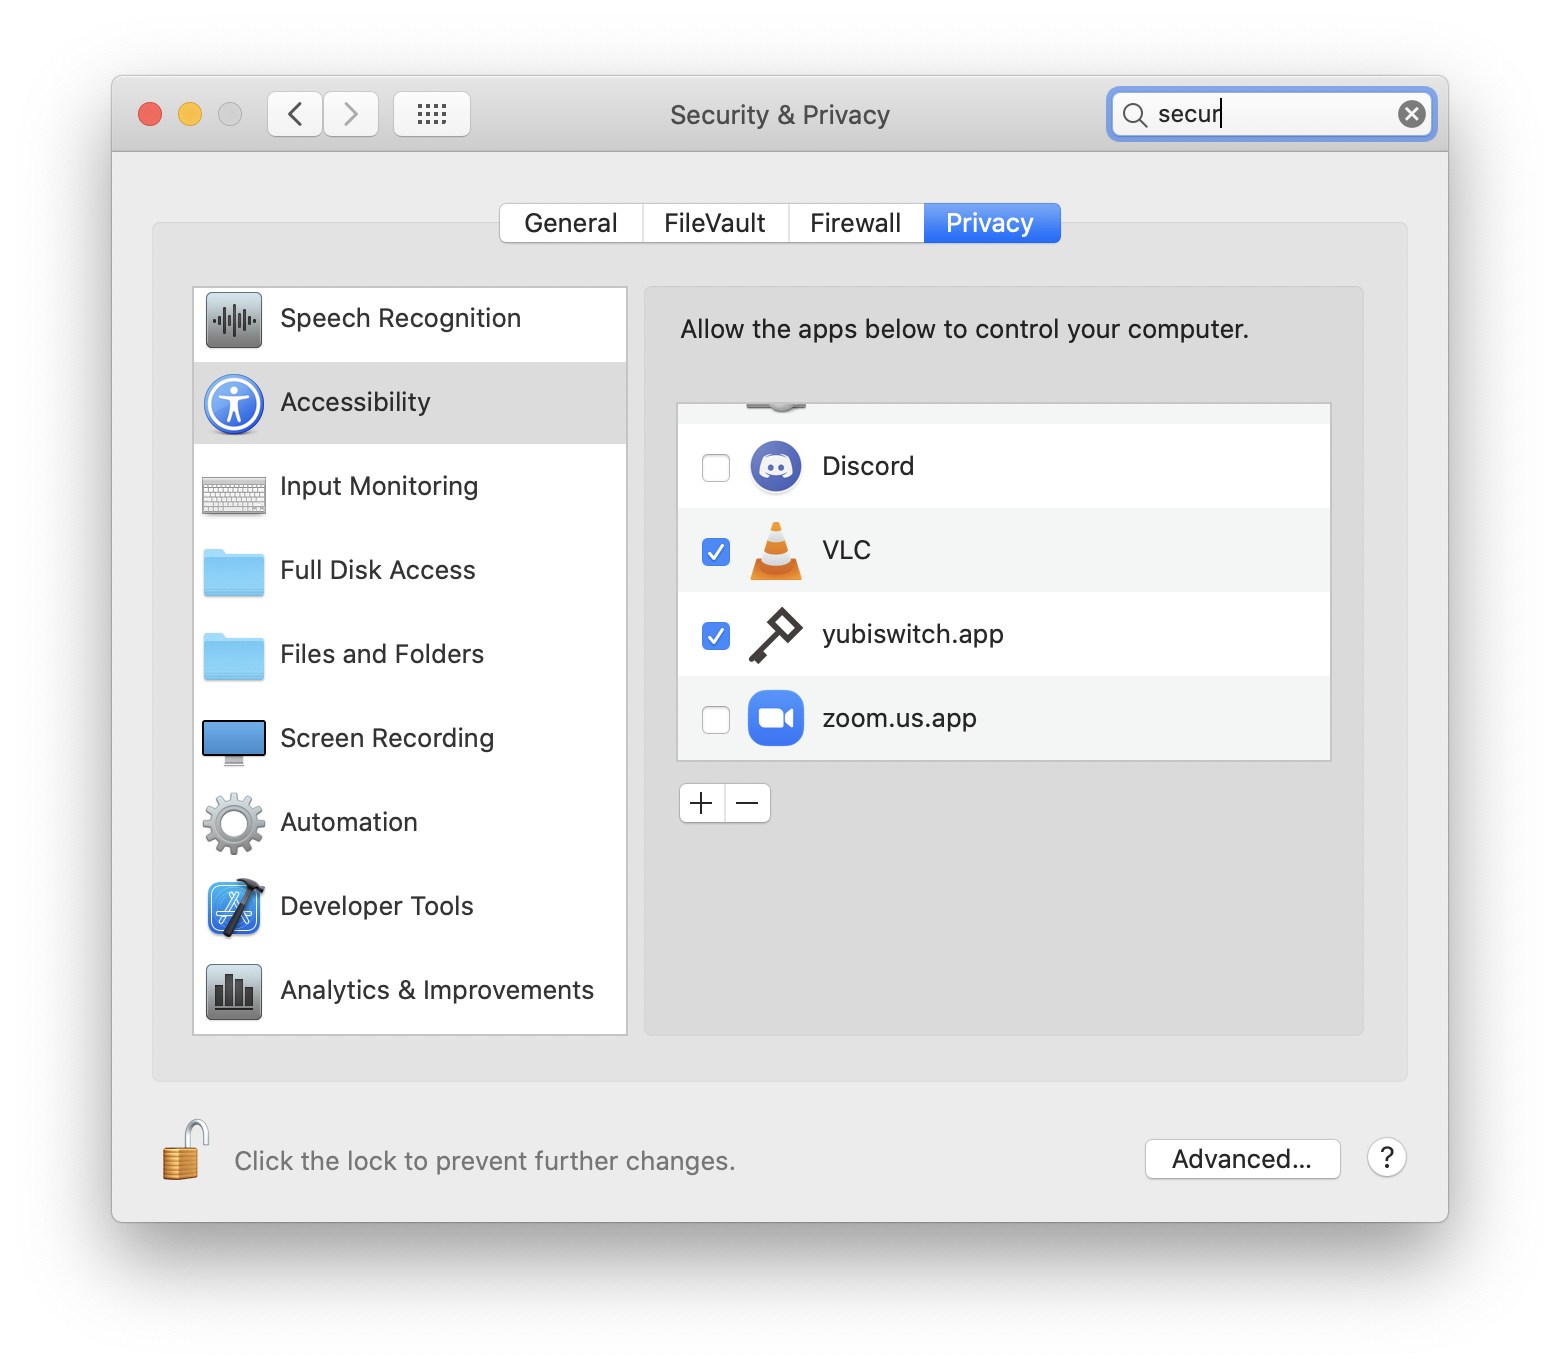 Security & Privacy
secur
General
FileVault
Firewall
Privacy
Speech Recognition
Accessibility
Input Monitoring
Full Disk Access
Files and Folders
Screen Recording
Automation
Developer Tools
Analytics & Improvements
Allow the apps below to control your computer.
Discord
VLC
yubiswitch.app
zoom.us.app
Click the lock to prevent further changes.
Advanced...
?